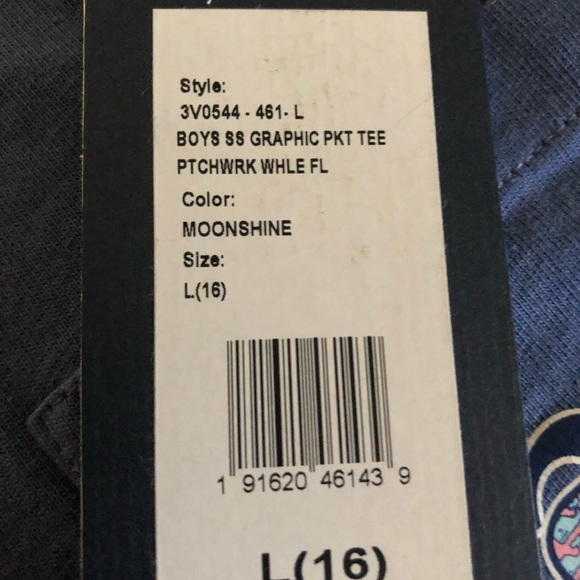 Style:
3V0544 - 461- L
BOYS SS GRAPHIC PKT TEE
PTCHWRK WHLE FL
Color:
MOONSHINE
Size:
L(16)
1 91620 46143 9
L(16)